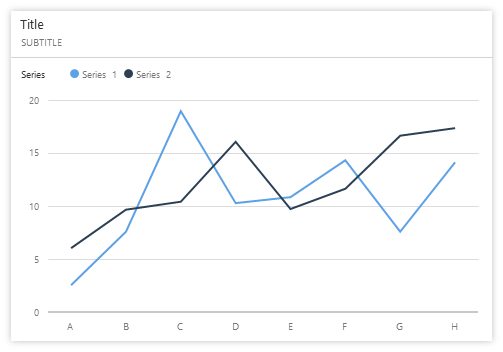 Title
SUBTITLE
Series Series 1 Series 2
20
15
10
5
0
A B C D E F G H